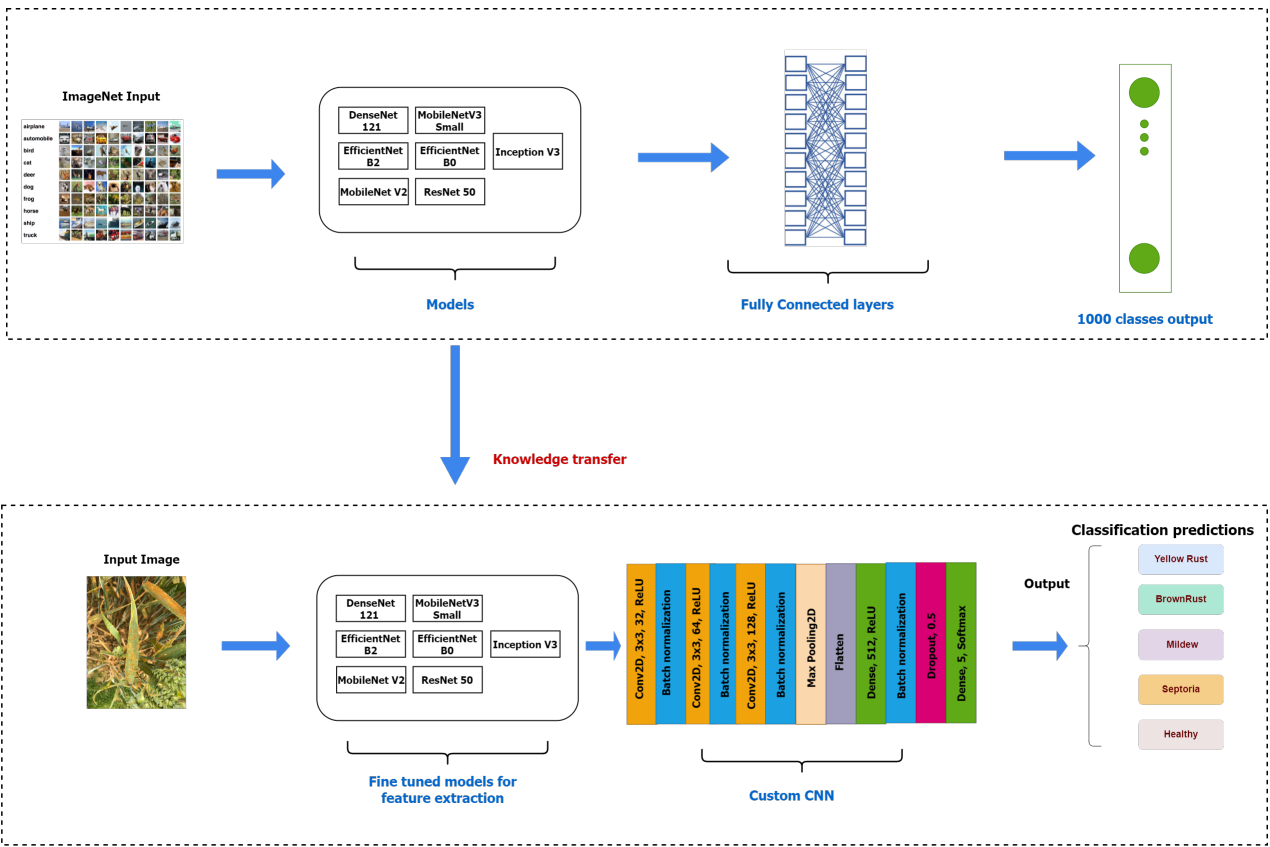 ImageNet Input
airplane
automobile
bird
cat
deer
dog
frog
horse
ship
truck
DenseNet
121
MobileNetV3
Small
EfficientNet
B2
EfficientNet
B0
Inception V3
MobileNet V2
ResNet 50
Models
Fully Connected layers
1000 classes output
Knowledge transfer
Input Image
DenseNet
121
MobileNetV3
Small
EfficientNet
B2
EfficientNet
B0
Inception V3
MobileNet V2
ResNet 50
Fine tuned models for
feature extraction
Conv2D, 3x3, 32, ReLU
Batch normalization
Conv2D, 3x3, 64, ReLU
Batch normalization
Conv2D, 3x3, 128, ReLU
Batch normalization
Max Pooling2D
Flatten
Dense, 512, ReLU
Batch normalization
Dropout, 0.5
Dense, 5, Softmax
Custom CNN
Output
Classification predictions
Yellow Rust
BrownRust
Mildew
Septoria
Healthy